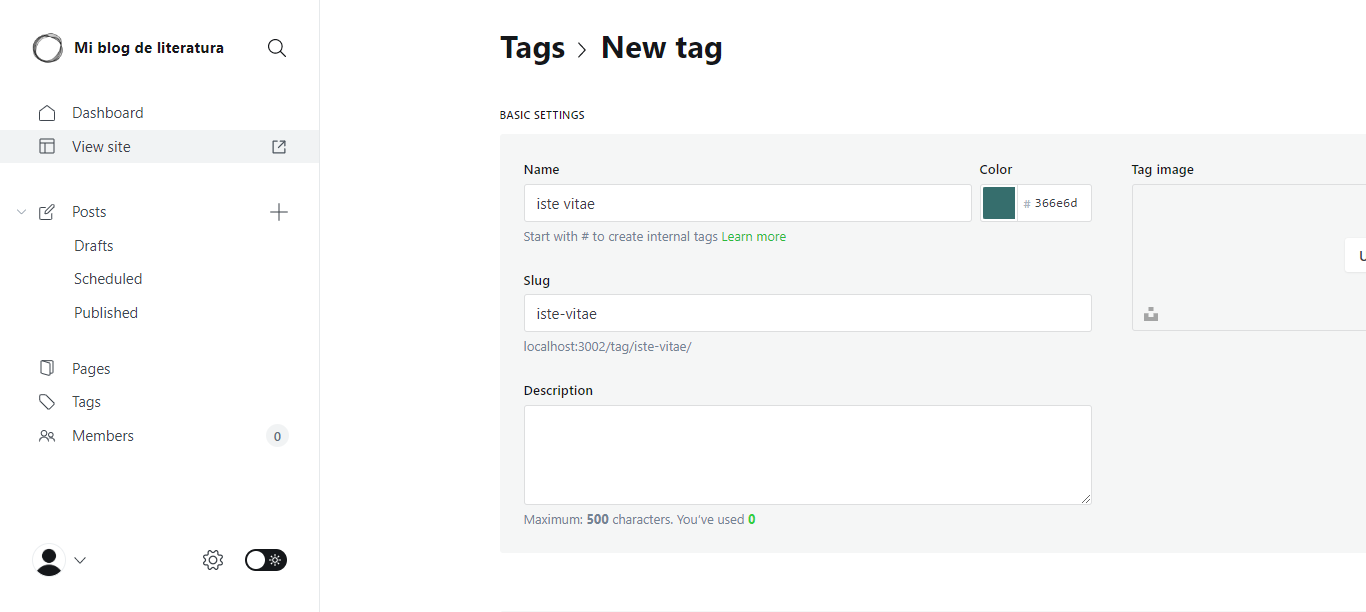 Mi blog de literatura
Dashboard
View site
Posts
Drafts
Scheduled
Published
Pages
Tags
Members 0
Tags › New tag
BASIC SETTINGS
Name
iste vitae
Start with # to create internal tags Learn more
Color
# 366e6d
Slug
iste-vitae
localhost:3002/tag/iste-vitae/
Description
Maximum: 500 characters. You've used 0
Tag image